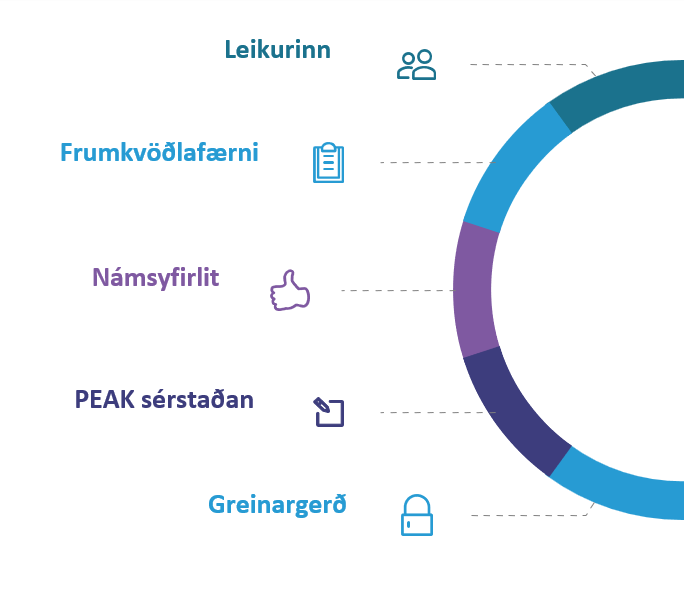 Leikurinn
Frumkvöðlafærni
Námsyfirlit
PEAK sérstaðan
Greinargerð